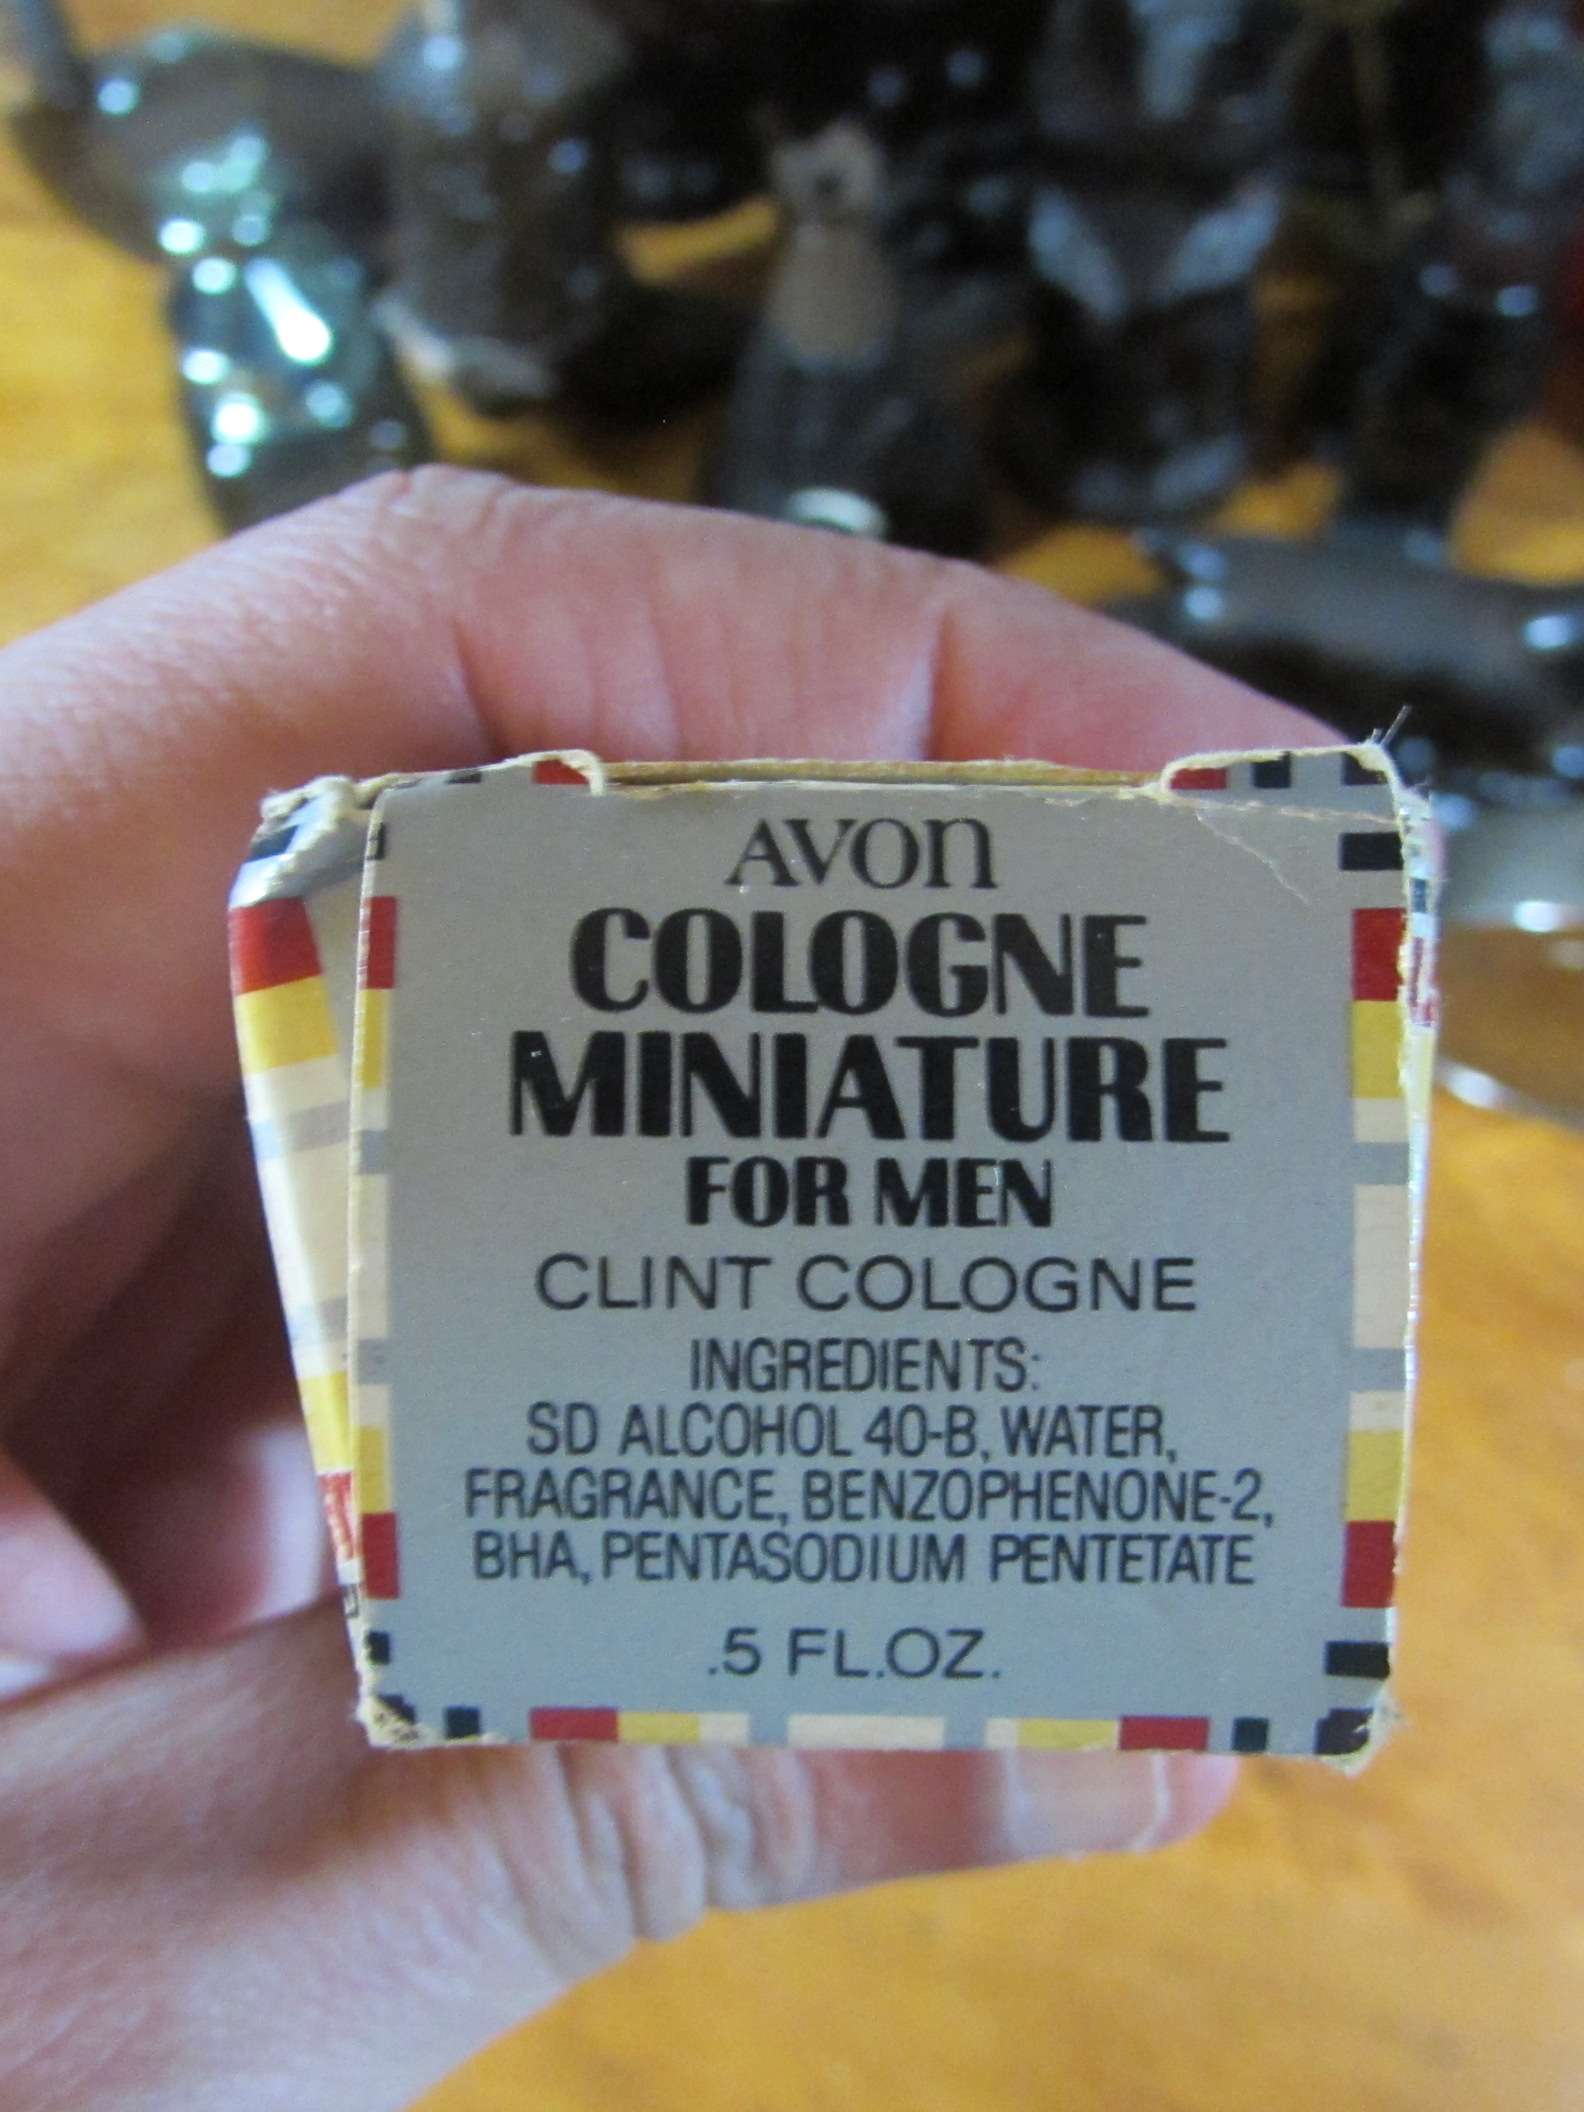 AVON
COLOGNE
MINIATURE
FOR MEN
CLINT COLOGNE
INGREDIENTS:
SD ALCOHOL 40-B, WATER,
FRAGRANCE, BENZOPHENONE-2,
BHA, PENTASODIUM PENTETATE
.5 FL.OZ.